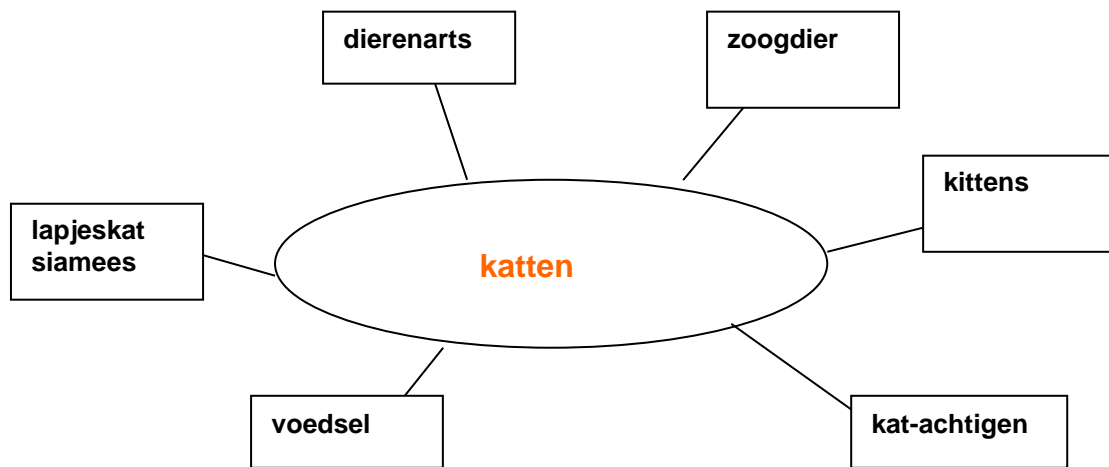 dierenarts
zoogdier
kittens
lapjeskat
siamees
katten
voedsel
kat-achtigen